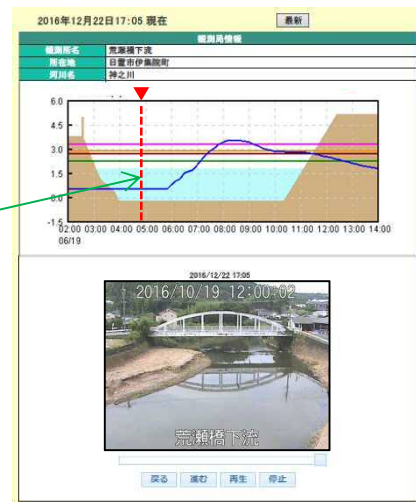 2016年12月22日17:05 現在
最新
観測局情報
観測所名 荒瀬橋下流
所在地 日置市伊集院町
河川名 神之川
6.0
4.5
3.0
1.5
0.0
-1.5
02:00 03:00 04:00 05:00 06:00 07:00 08:00 09:00 10:00 11:00 12:00 13:00 14:00
06/19
2016/12/22 17:05
2016/10/19 12:00:02
荒瀬橋下流
戻る 進む 再生 停止